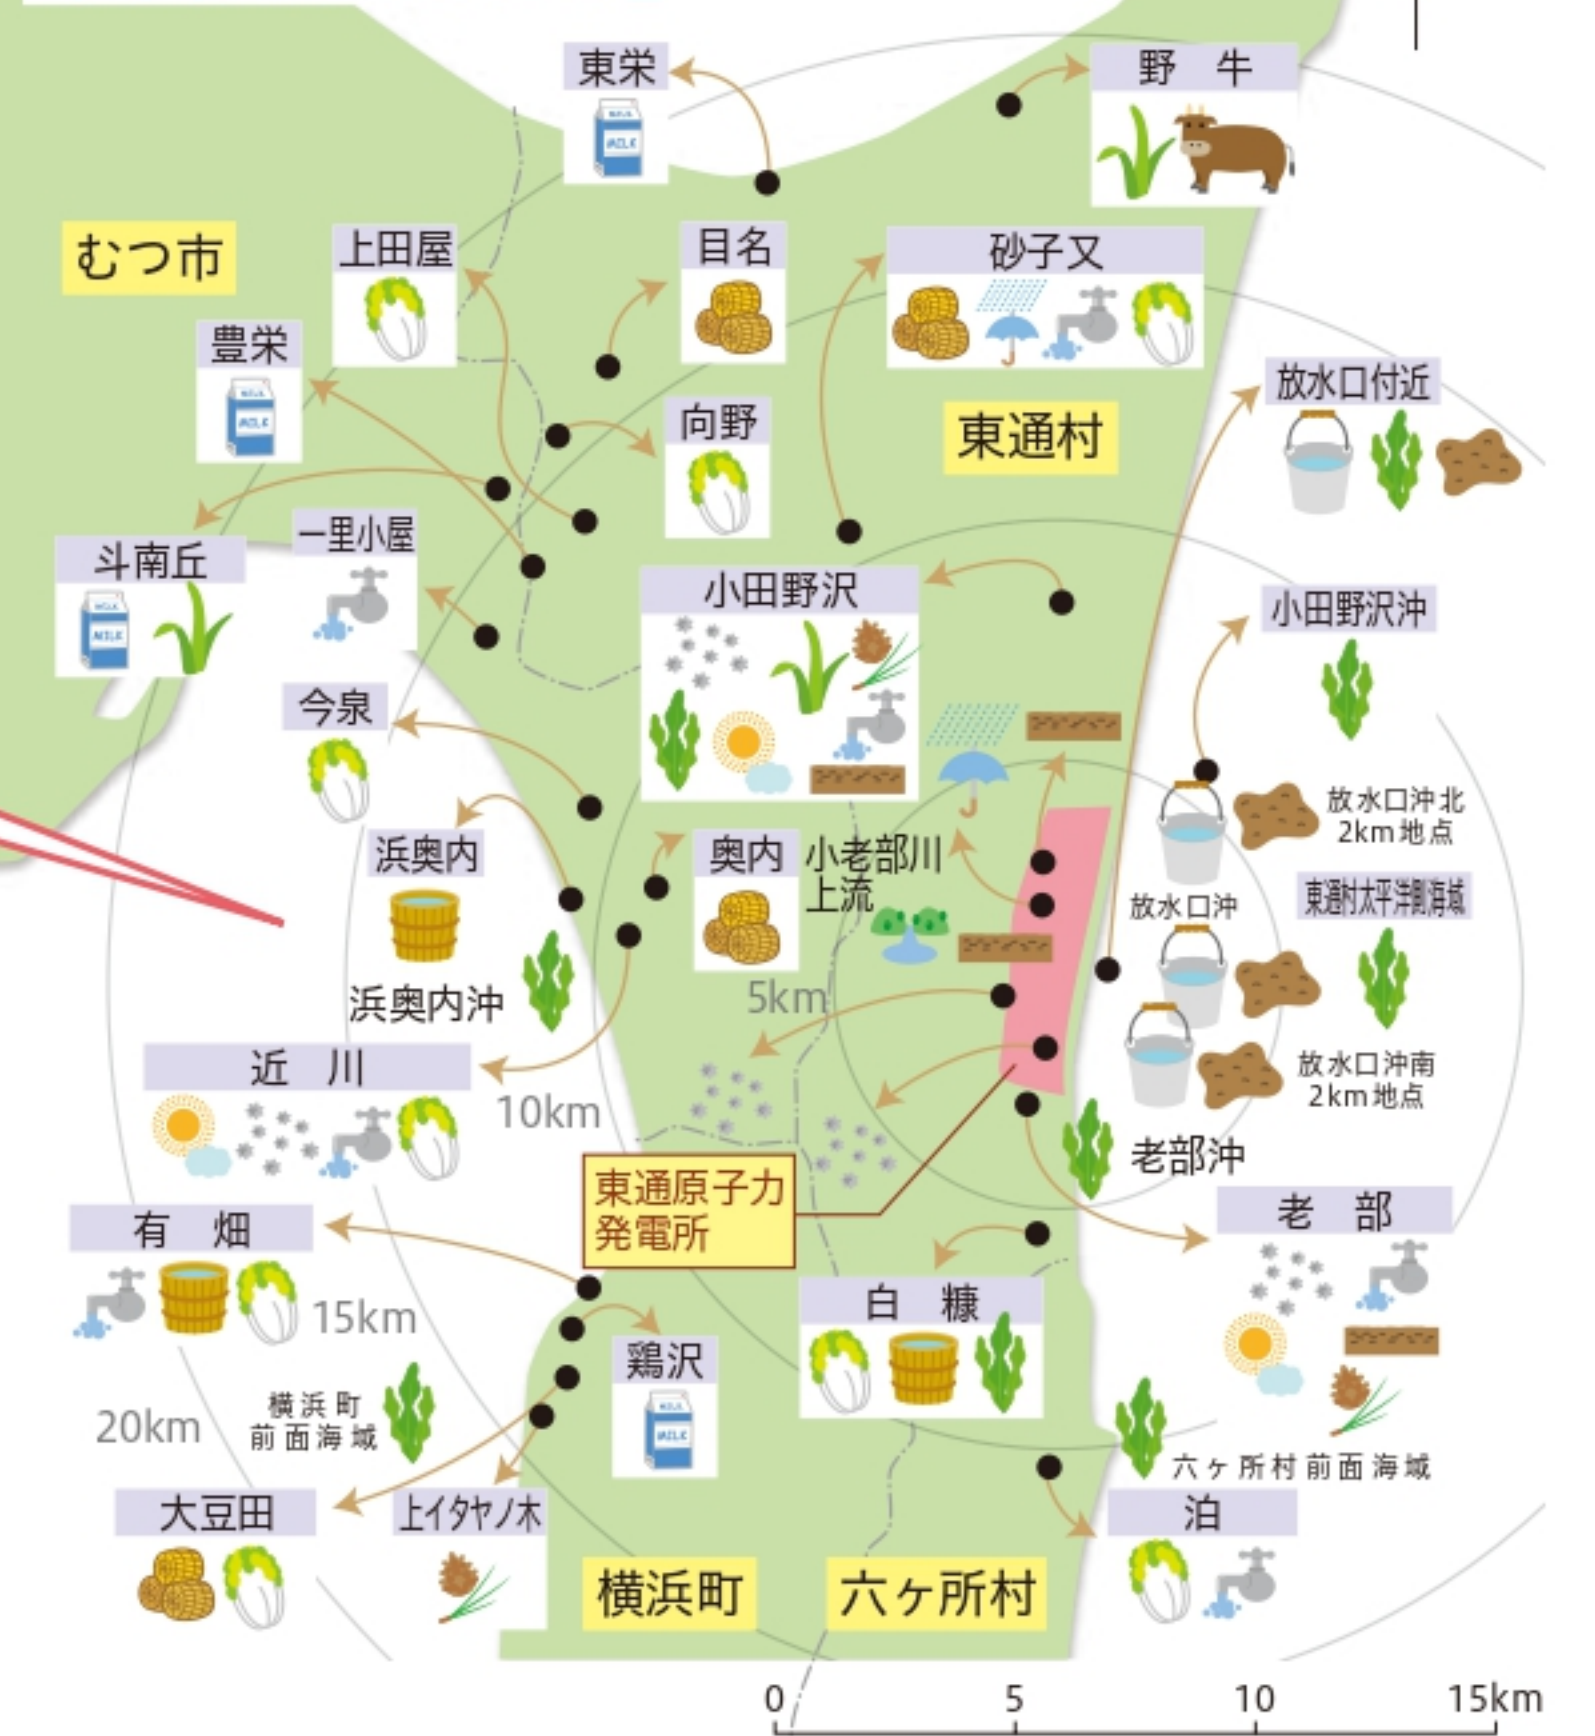 東栄
野 牛
むつ市
上田屋
目名
砂子又
豊栄
放水口付近
向野
東通村
斗南丘
一里小屋
小田野沢
小田野沢沖
今泉
放水口沖北
2km地点
浜奥内
奥内
小老部川
上流
東通村太平洋側海域
放水口沖
浜奥内沖
5km
近 川
10km
放水口沖南
2km地点
老部沖
東通原子力
発電所
有 畑
老 部
15km
白 糠
鶏沢
横浜町
前面海域
20km
六ヶ所村前面海域
大豆田
上イタヤノ木
泊
横浜町
六ヶ所村
0 5 10 15km